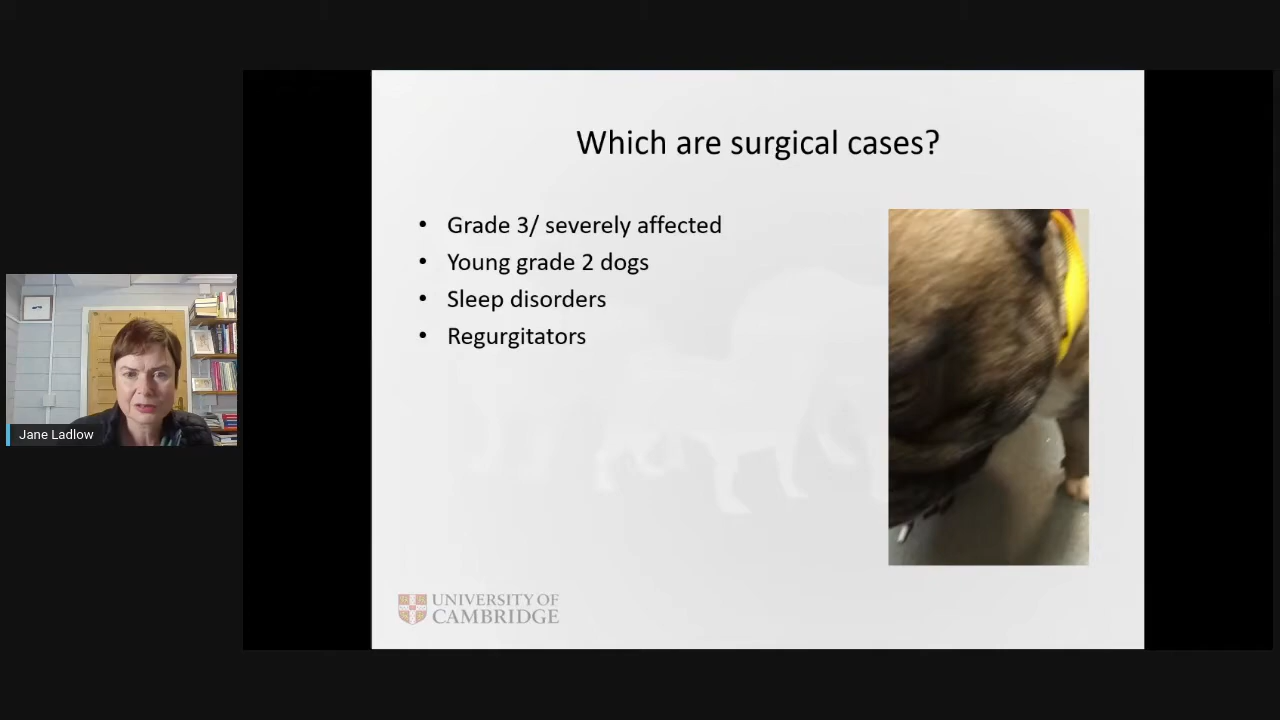 Which are surgical cases?
• Grade 3/ severely affected
• Young grade 2 dogs
• Sleep disorders
• Regurgitators
Jane Ladlow
UNIVERSITY OF
CAMBRIDGE